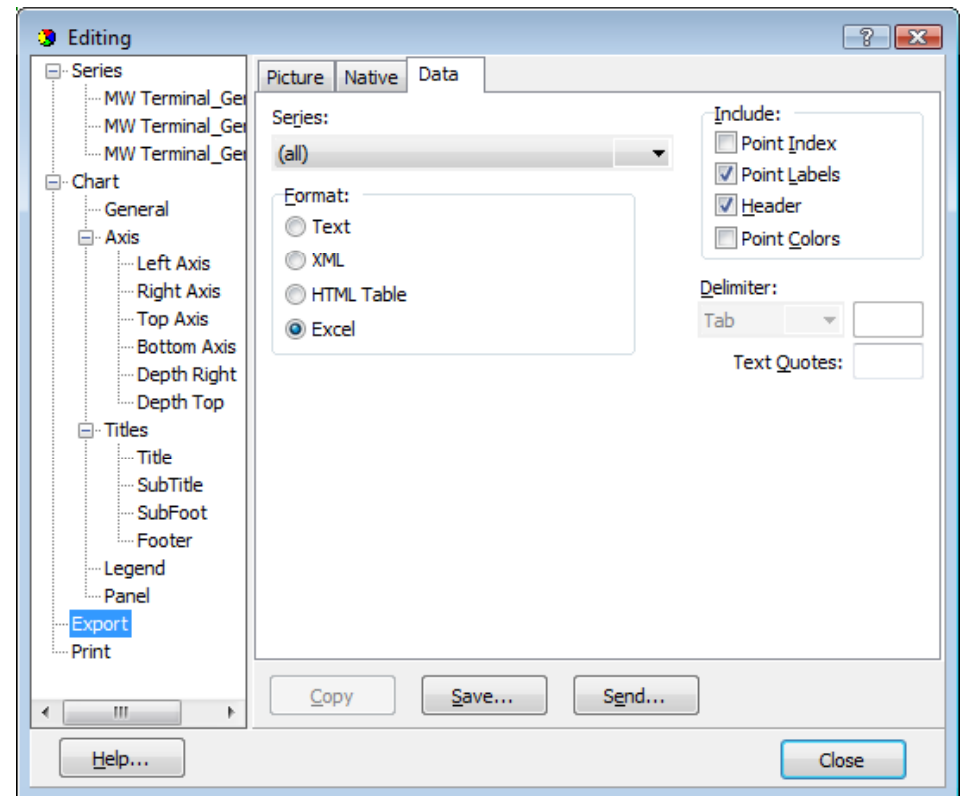 Editing
Series
MW Terminal_Ger
MW Terminal_Ger
MW Terminal_Ger
Chart
General
Axis
Left Axis
Right Axis
Top Axis
Bottom Axis
Depth Right
Depth Top
Titles
Title
SubTitle
SubFoot
Footer
Legend
Panel
Export
Print
Picture Native Data
Series:
(all)
Format:
Text
XML
HTML Table
Excel
Include:
Point Index
Point Labels
Header
Point Colors
Delimiter:
Tab
Text Quotes:
Copy Save... Send...
Help... Close